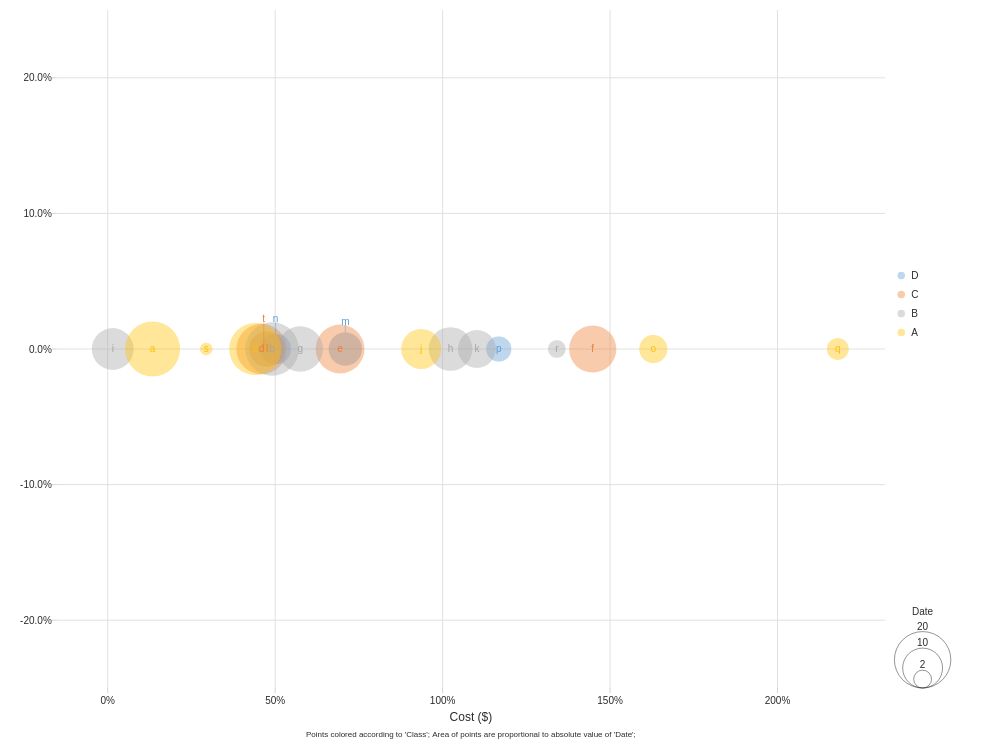 20.0%
10.0%
t n
m
i a s d l b g e j h k p r f o q
0.0%
-10.0%
-20.0%
D
C
B
A
Date
20
10
2
0% 50% 100% 150% 200%
Cost ($)
Points colored according to 'Class'; Area of points are proportional to absolute value of 'Date';